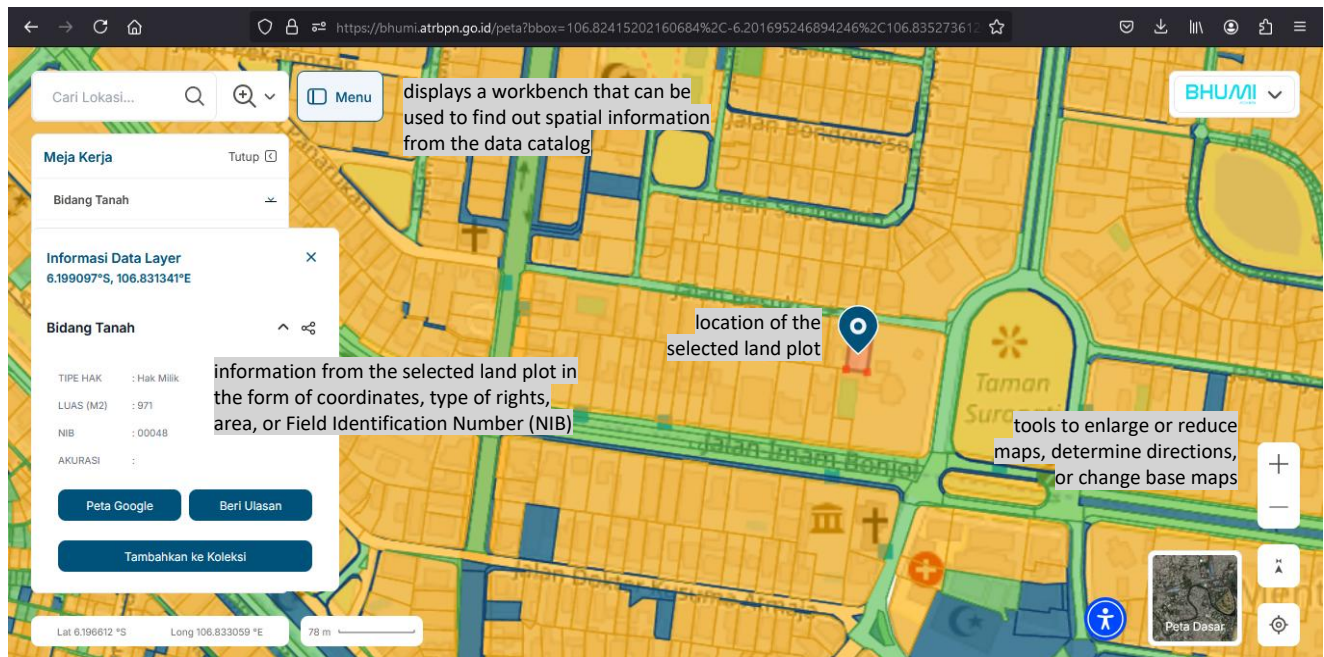 https://bhumi.atrbpn.go.id/peta?bbox=106.82415202160684%2C-6.201695246894246%2C106.835273612
Cari Lokasi...
Menu
displays a workbench that can be
used to find out spatial information
from the data catalog
BHUMI
Meja Kerja
Tutup
Bidang Tanah
Jalan Bondowoso
Informasi Data Layer
6.199097°S, 106.831341°E
Bidang Tanah
location of the
selected land plot
TIPE HAK : Hak Milik
LUAS (M2) : 971
NIB : 00048
AKURASI :
information from the selected land plot in
the form of coordinates, type of rights,
area, or Field Identification Number (NIB)
Taman
tools to enlarge or reduce
maps, determine directions,
or change base maps
Jalan Imam Bonjol
Peta Google
Beri Ulasan
Tambahkan ke Koleksi
Jalan Doktor Kusuma Atmaja
Lat 6.196612 °S
Long 106.833059 °E
78 m
Peta Dasar